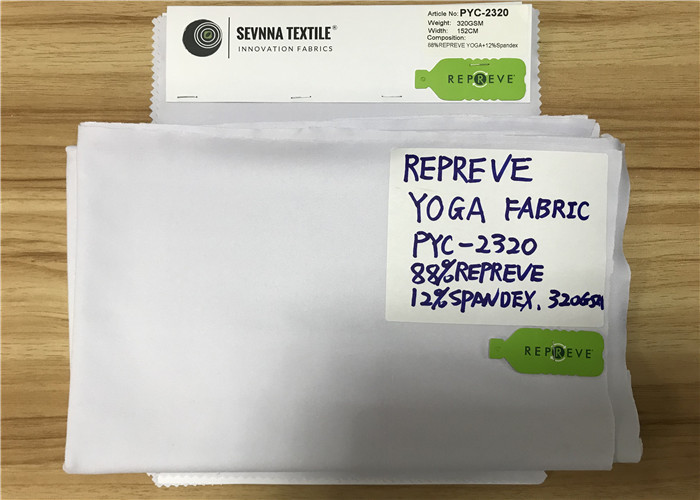 SEVNNA TEXTILE®
INNOVATION FABRICS
Article No: PYC-2320
Weight: 320GSM
Width: 152CM
Composition:
88%REPREVE YOGA+12%Spandex
REPREVE
REPREVE
YOGA FABRIC
PYC-2320
88%REPREVE
12%SPANDEX. 320GSM
REPREVE